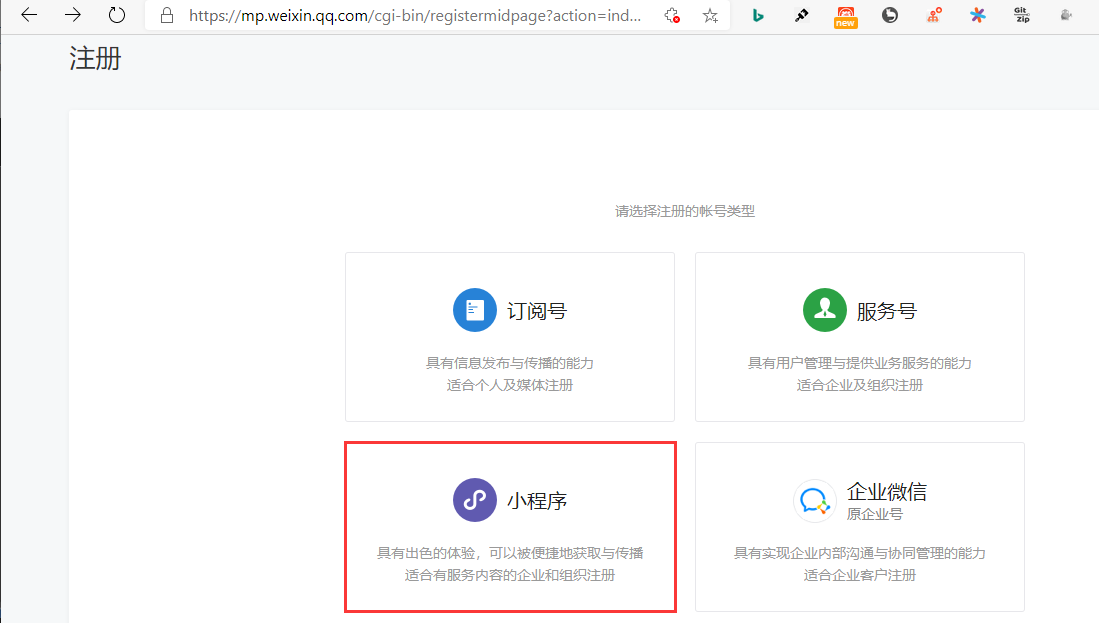 https://mp.weixin.qq.com/cgi-bin/registermidpage?action=ind...
new
Git
Zip
注册
请选择注册的帐号类型
订阅号
具有信息发布与传播的能力
适合个人及媒体注册
服务号
具有用户管理与提供业务服务的能力
适合企业及组织注册
小程序
具有出色的体验，可以被便捷地获取与传播
适合有服务内容的企业和组织注册
企业微信
原企业号
具有实现企业内部沟通与协同管理的能力
适合企业客户注册